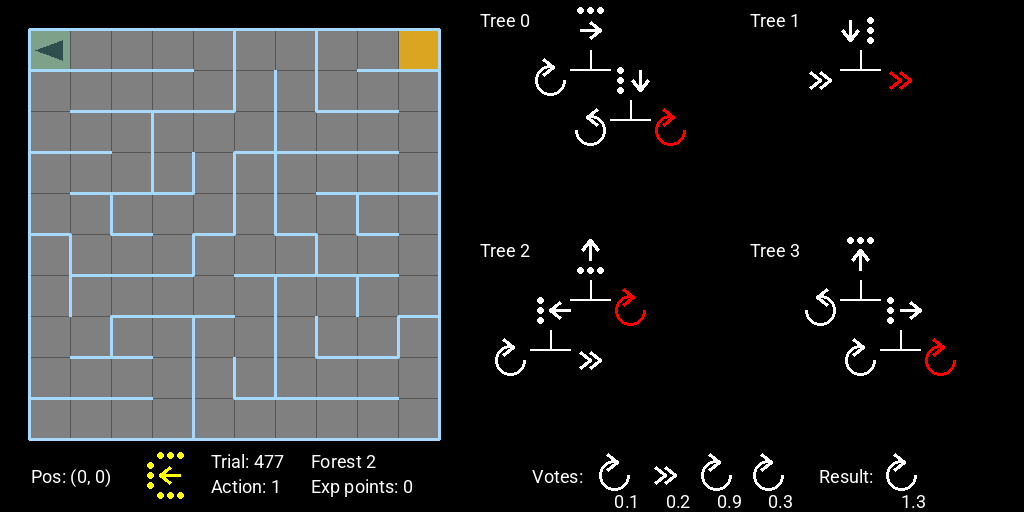 Tree 0
Tree 1
Tree 2
Tree 3
Pos: (0, 0)
Trial: 477
Forest 2
Action: 1
Exp points: 0
Votes:
0.1
0.2
0.9
0.3
Result:
1.3